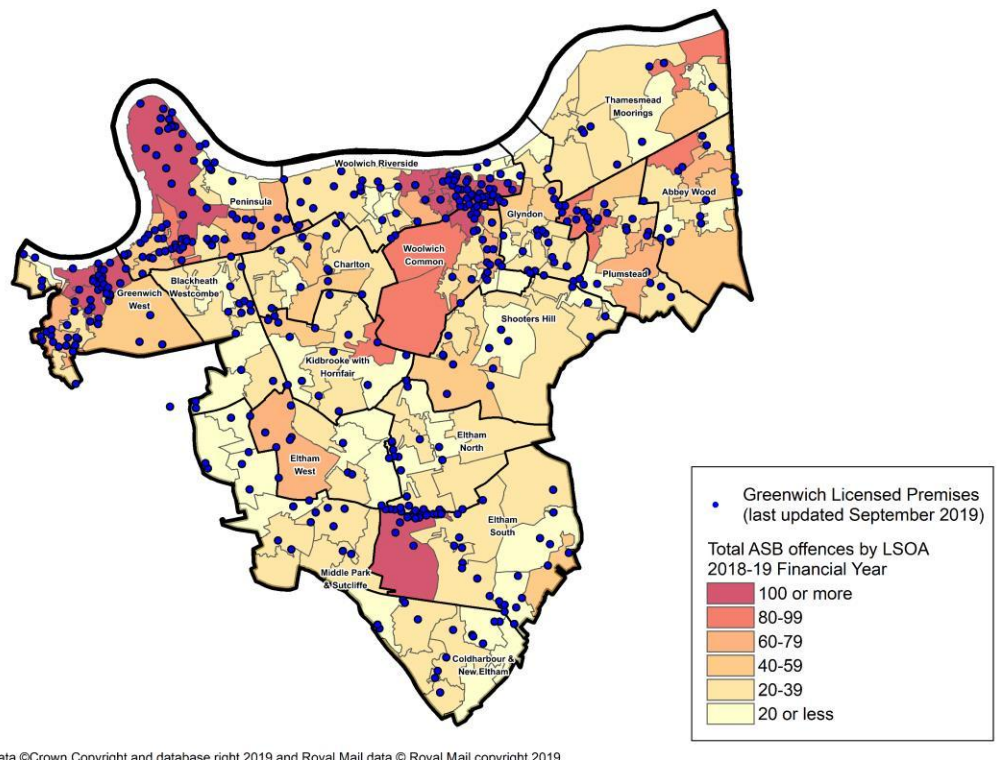 Thamesmead
Moorings
Woolwich Riverside
Abbey Wood
Peninsula
Glyndon
Woolwich
Common
Charlton
Plumstead
Blackheath
Westcombe
Greenwich
West
Shooters Hill
Kidbrooke with
Hornfair
Eltham
North
Eltham
West
Eltham
South
Middle Park
& Sutcliffe
Coldharbour &
New Eltham
Greenwich Licensed Premises
(last updated September 2019)
Total ASB offences by LSOA
2018-19 Financial Year
100 or more
80-99
60-79
40-59
20-39
20 or less
ata ©Crown Copyright and database right 2019 and Royal Mail data © Royal Mail copyright 2019